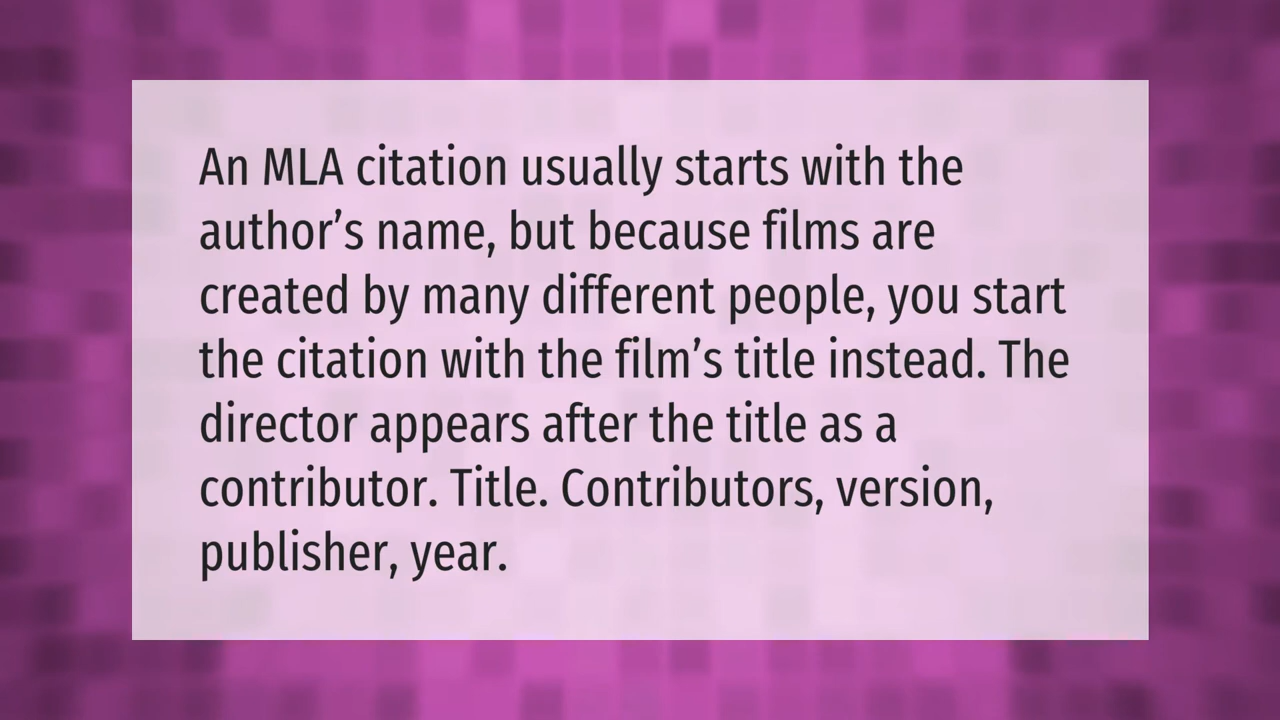 An MLA citation usually starts with the
author’s name, but because films are
created by many different people, you start
the citation with the film’s title instead. The
director appears after the title as a
contributor. Title. Contributors, version,
publisher, year.